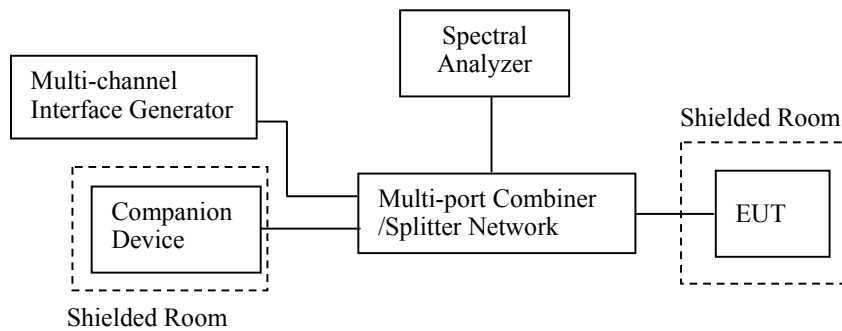 Spectral
Analyzer
Multi-channel
Interface Generator
Shielded Room
Companion
Device
Multi-port Combiner
/Splitter Network
EUT
Shielded Room